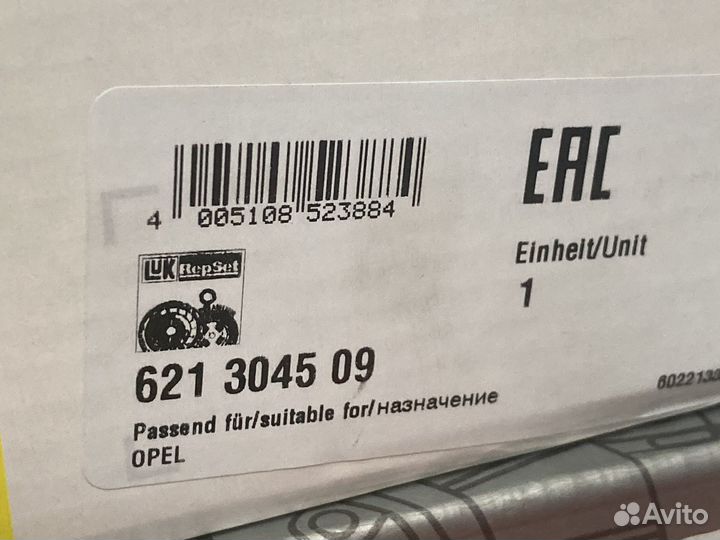 EAC
4 005108 523884
LUK RepSet
Einheit/Unit
1
621 3045 09
Passend für/suitable for/назначение
OPEL
Avito